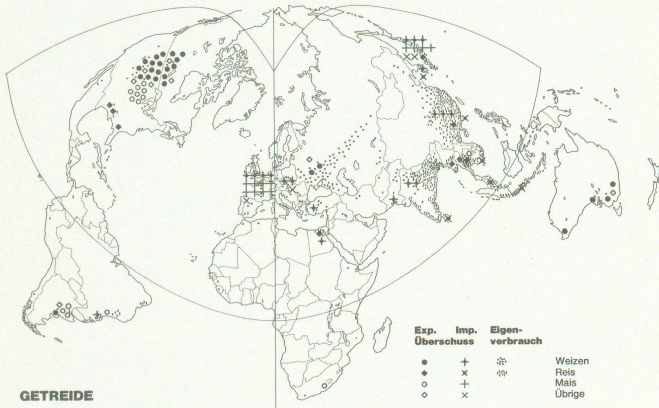 Exp. Imp. Eigen-
Überschuss verbrauch
Weizen
Reis
Mais
Übrige
GETREIDE